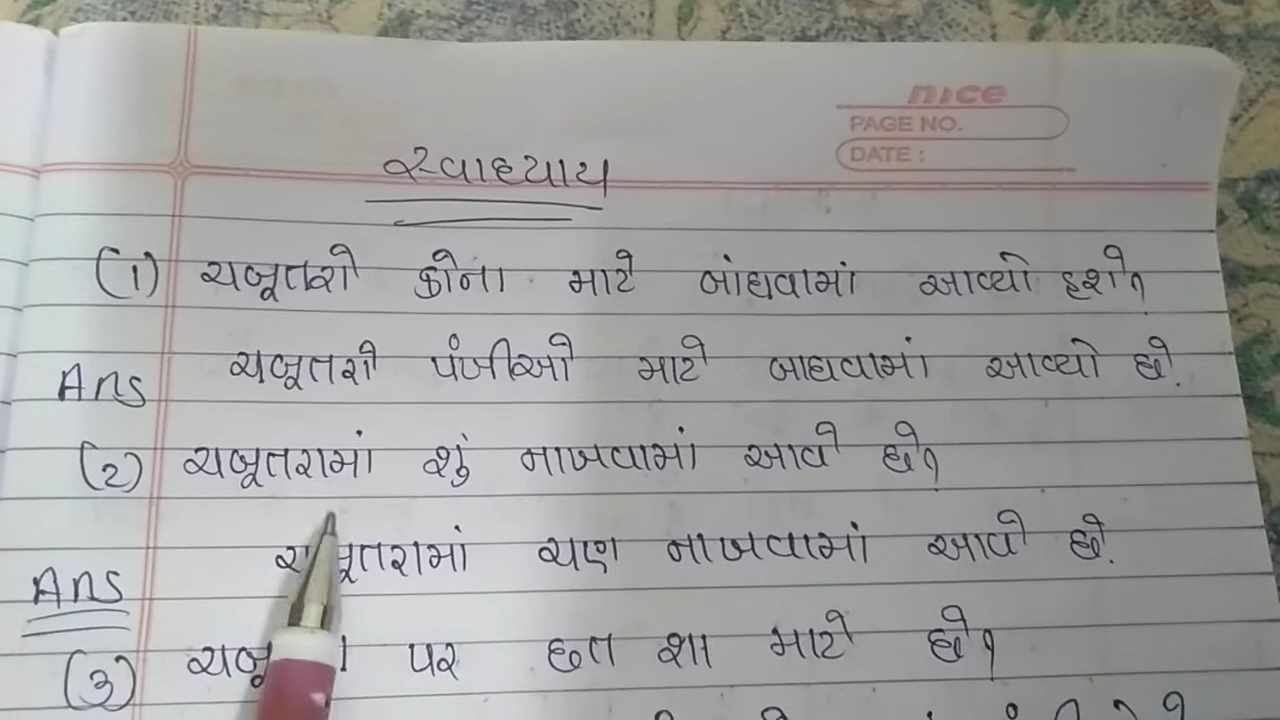 nice
PAGE NO.
DATE :
સ્વાધ્યાય
(1) ચબૂતરો કોના માટે બાંધવામાં આવ્યો હશે?
Ans ચબૂતરો પંખીઓ માટે બાધવામાં આવ્યો છે.
(2) ચબૂતરામાં શું નાખવામાં આવે છે?
Ans ચબૂતરામાં ચણ નાખવામાં આવે છે.
(3) પર છત શા માટે છે?